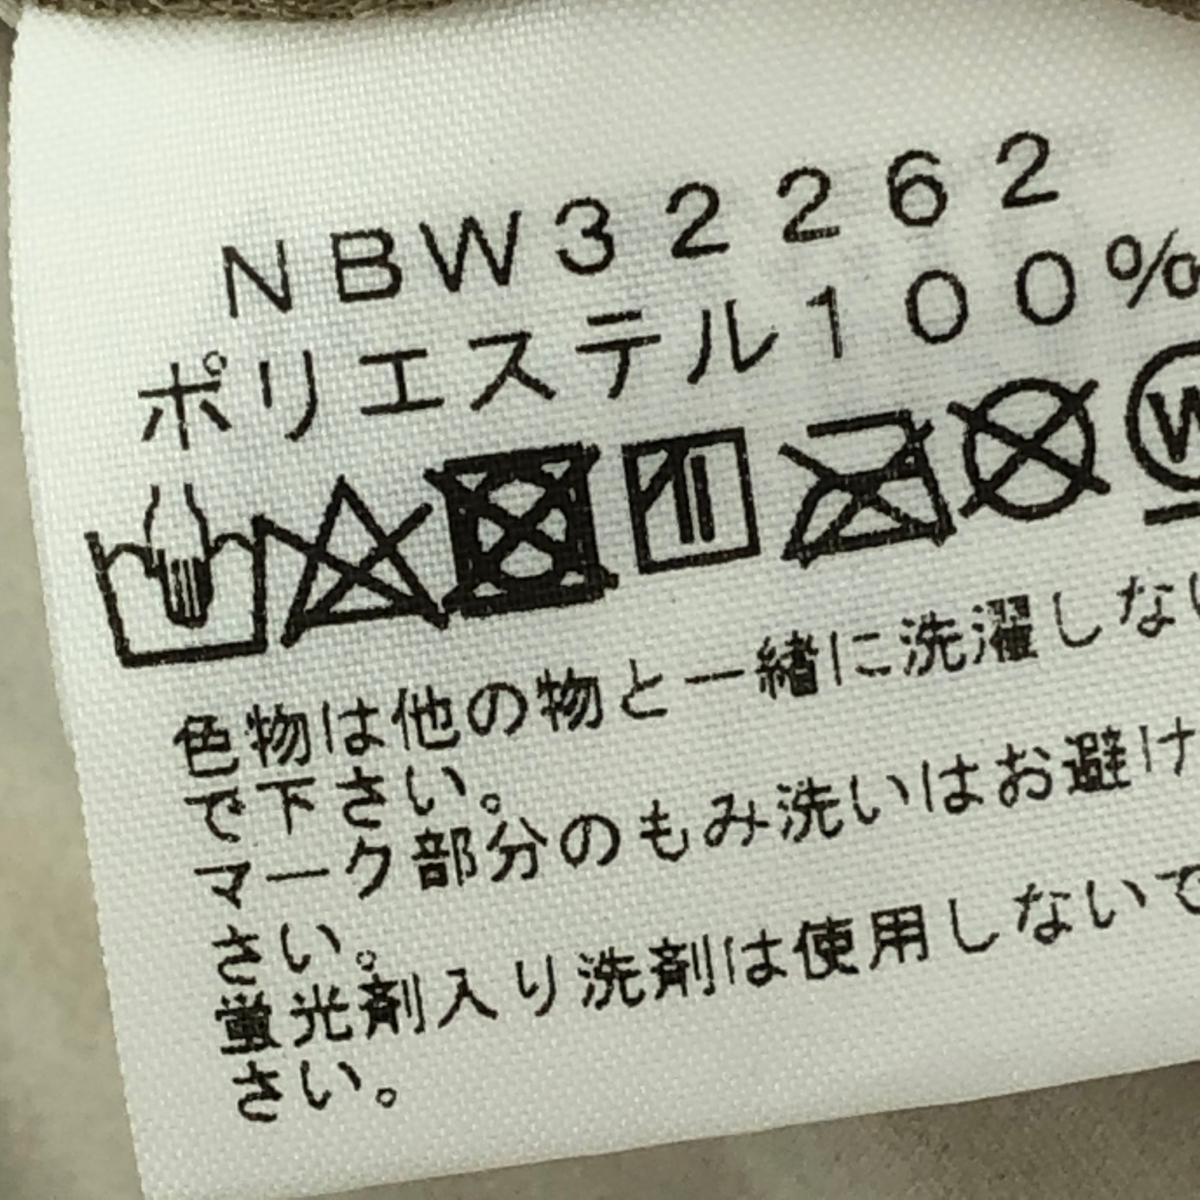 NBW32262
ポリエステル100%
W
色物は他の物と一緒に洗濯しない
で下さい。
マーク部分のもみ洗いはお避け
さい。
蛍光剤入り洗剤は使用しないで
さい。